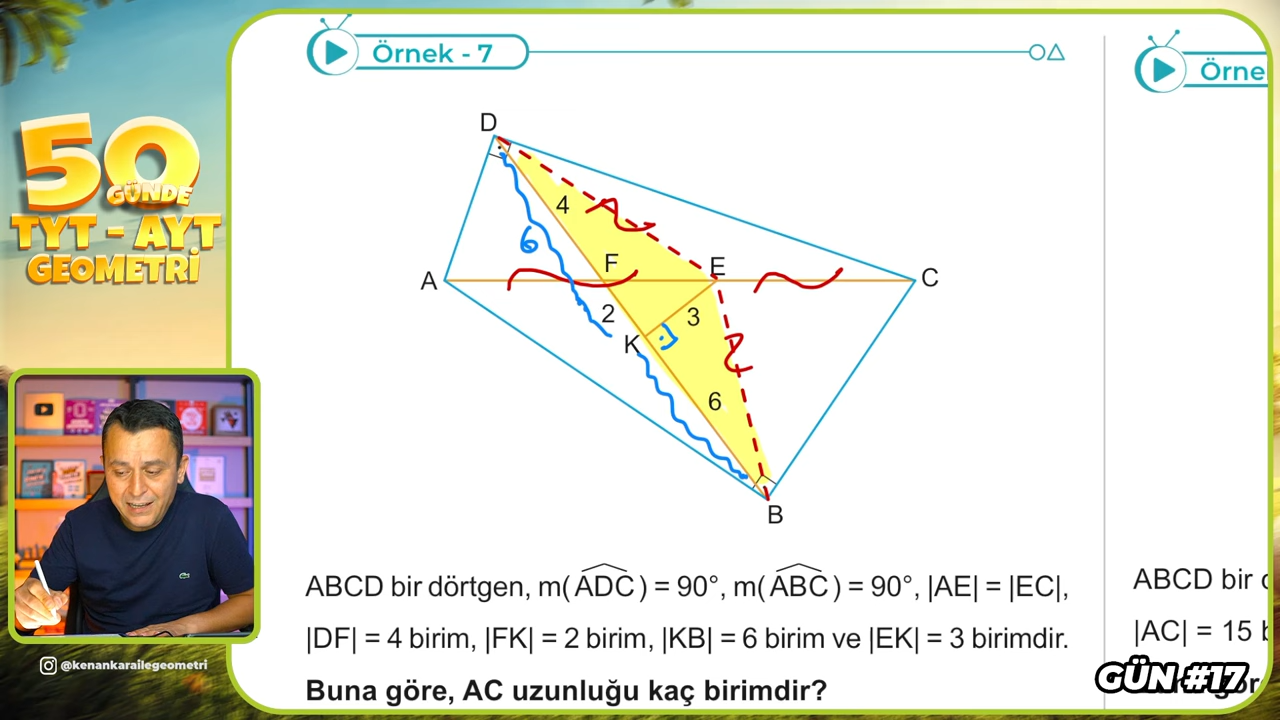 Örnek - 7
Örne
50
GÜNDE
TYT - AYT
GEOMETRİ
D
4
6
F
E
A
C
2
3
K
6
B
ABCD bir dörtgen, m(ADC) = 90°, m(ABC) = 90°, |AE| = |EC|,
|DF| = 4 birim, |FK| = 2 birim, |KB| = 6 birim ve |EK| = 3 birimdir.
Buna göre, AC uzunluğu kaç birimdir?
ABCD bir
|AC| = 15
GÜN #17
@kenankarailegeometri